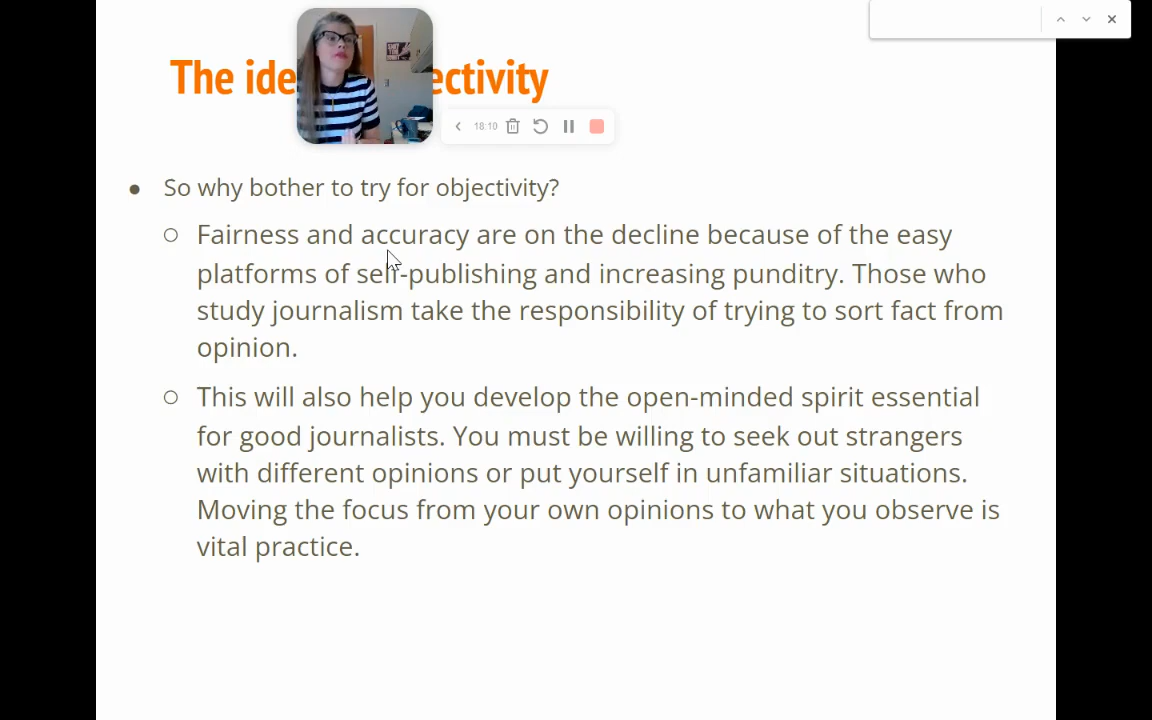 The ide ectivity
18:10
So why bother to try for objectivity?
Fairness and accuracy are on the decline because of the easy
platforms of self-publishing and increasing punditry. Those who
study journalism take the responsibility of trying to sort fact from
opinion.
This will also help you develop the open-minded spirit essential
for good journalists. You must be willing to seek out strangers
with different opinions or put yourself in unfamiliar situations.
Moving the focus from your own opinions to what you observe is
vital practice.